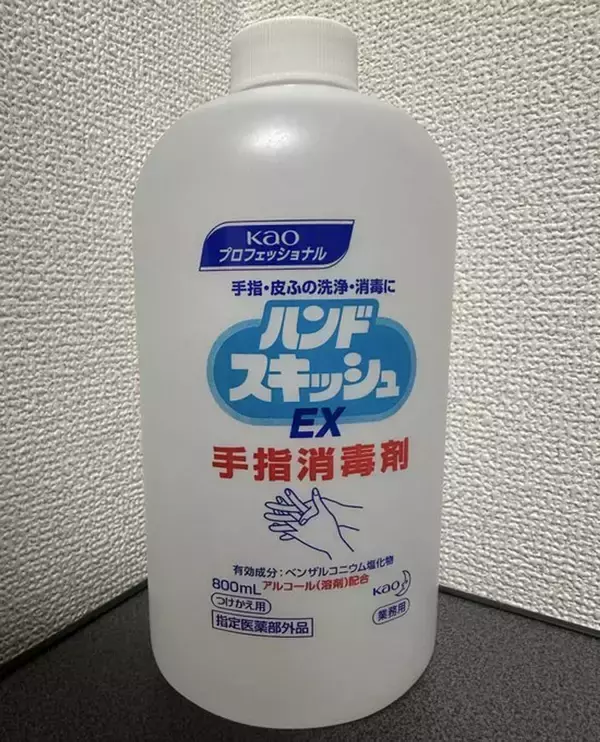 Kao
プロフェッショナル
手指・皮ふの洗浄・消毒に
ハンド
スキッシュ
EX
手指消毒剤
有効成分：ベンザルコニウム塩化物
800mL アルコール(溶剤)配合
つけかえ用
Kao
業務用
指定医薬部外品